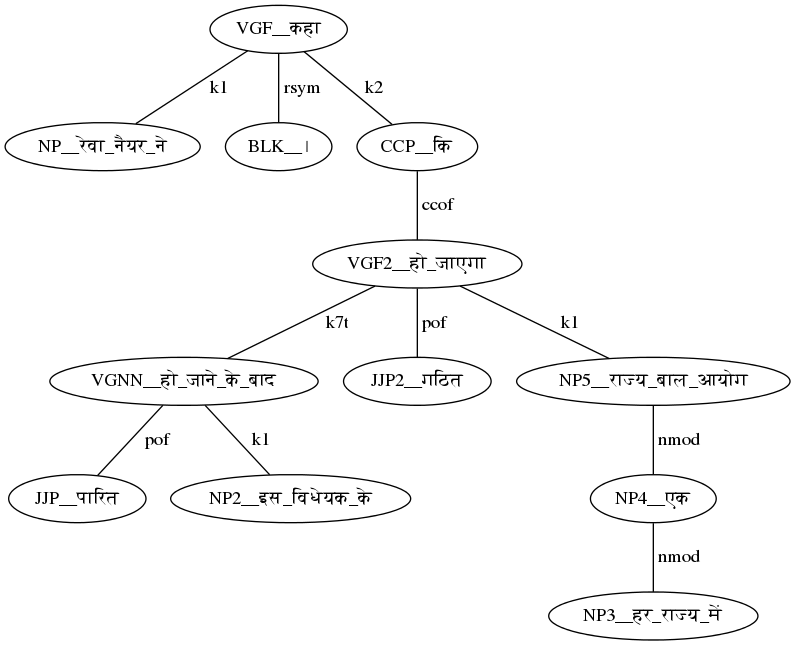 VGF__कहा
k1
rsym
k2
NP__रेवा_नैयर_ने
BLK__।
CCP__कि
ccof
VGF2__हो_जाएगा
k7t
pof
k1
VGNN__हो_जाने_के_बाद
JJP2__गठित
NP5__राज्य_बाल_आयोग
pof
k1
nmod
JJP__पारित
NP2__इस_विधेयक_के
NP4__एक
nmod
NP3__हर_राज्य_में